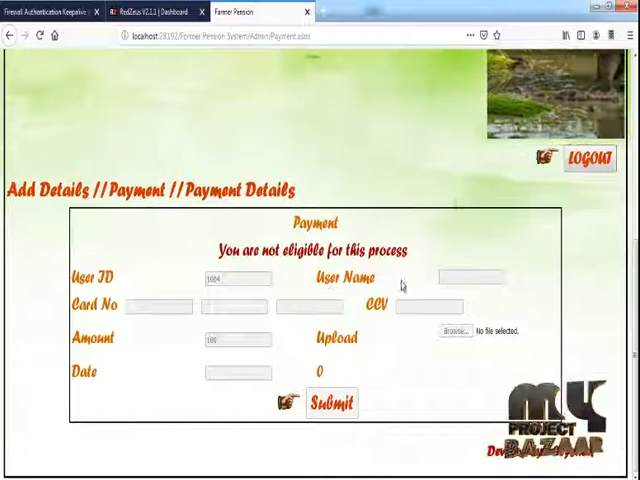 Firewall Authentication Keepalive
RedZeus V2.1.1 | Dashboard
Farmer Pension
localhost:28192/Former Pension System/Admin/Payment.aspx
LOGOUT
Add Details //Payment //Payment Details
Payment
You are not eligible for this process
User ID
1004
User Name
Card No
CCV
Amount
100
Upload
Browse... No file selected.
Date
0
Submit
MY
PROJECT
BAZAAR